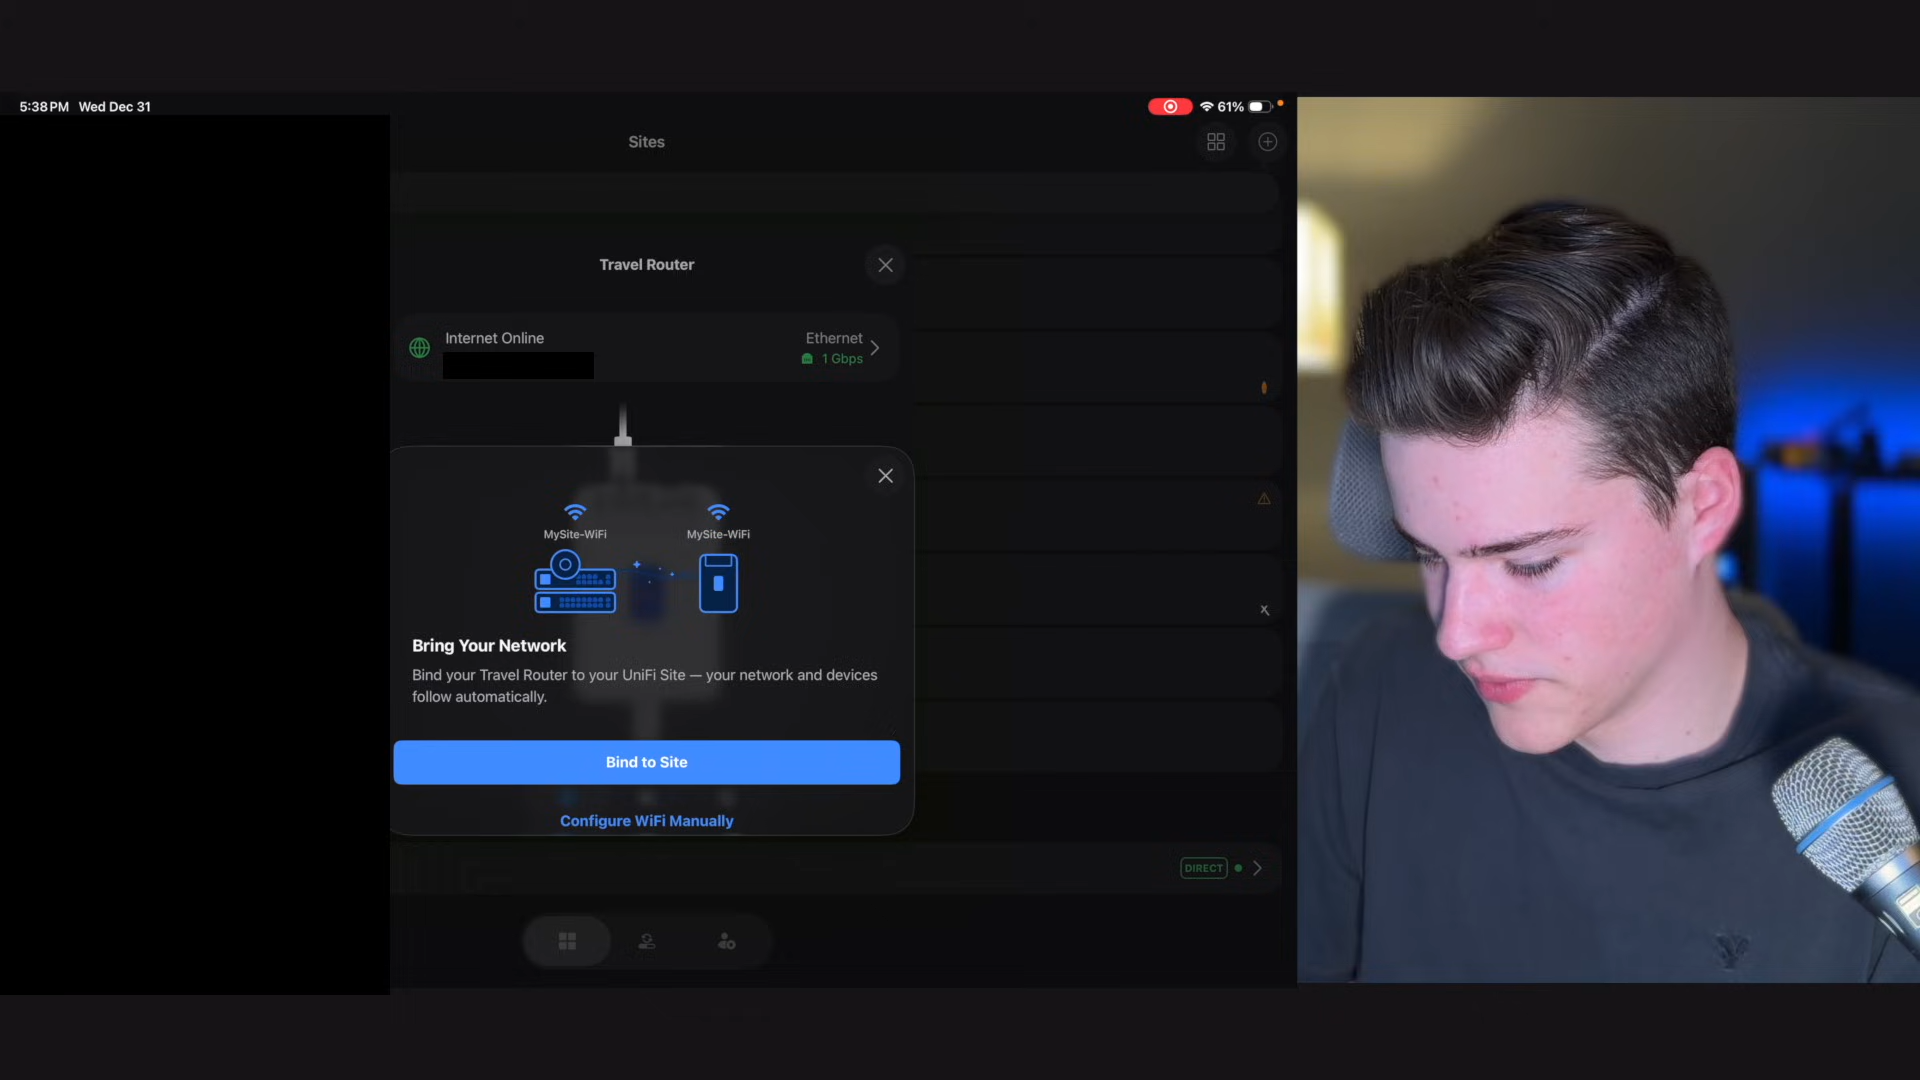 5:38 PM Wed Dec 31
61%
Sites
Travel Router
Internet Online
Ethernet
1 Gbps
MySite-WiFi
MySite-WiFi
Bring Your Network
Bind your Travel Router to your UniFi Site — your network and devices
follow automatically.
Bind to Site
Configure WiFi Manually
DIRECT